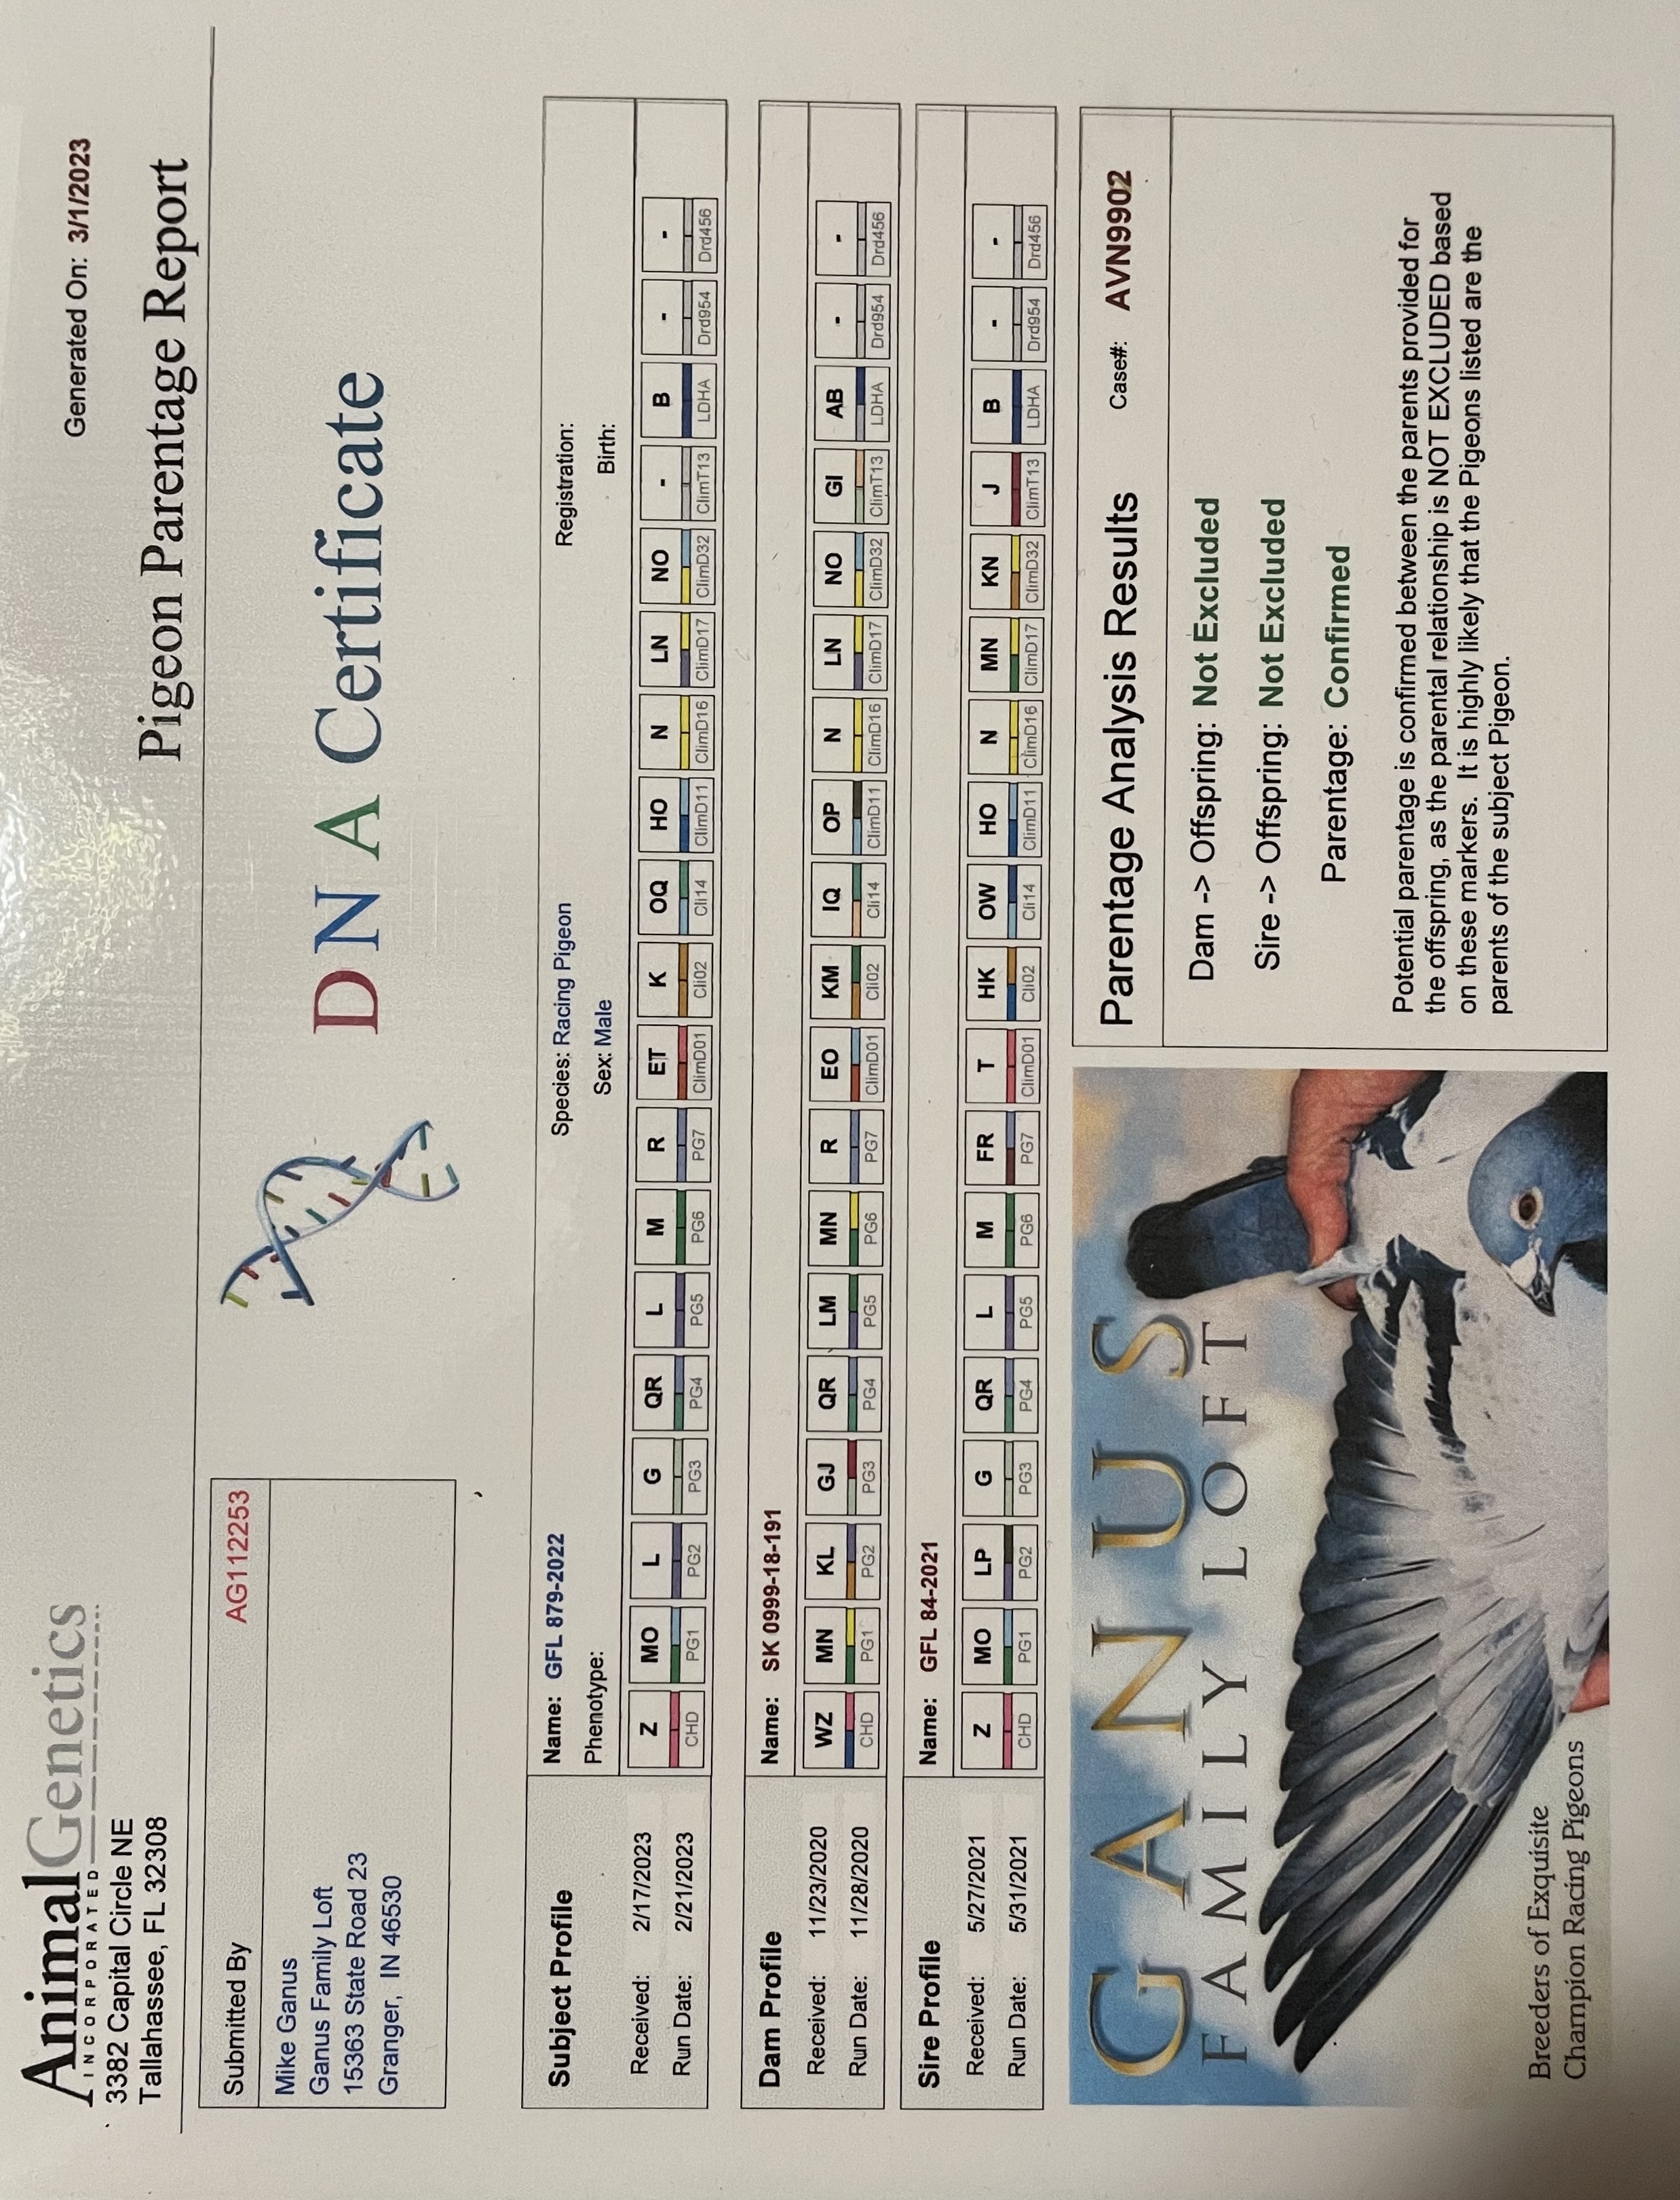 AnimalGenetics
INCORPORATED
3382 Capital Circle NE
Tallahassee, FL 32308
Generated On: 3/1/2023
Pigeon Parentage Report
Submitted By AG112253
Mike Ganus
Ganus Family Loft
15363 State Road 23
Granger, IN 46530
DNA Certificate
Subject Profile
Received: 2/17/2023
Run Date: 2/21/2023
Name: GFL 879-2022 Species: Racing Pigeon Registration:
Phenotype: Sex: Male Birth:
Z MO L G QR L M R ET K OQ HO N LN NO - B - -
CHD PG1 PG2 PG3 PG4 PG5 PG6 PG7 ClimD01 Cli02 Cli14 ClimD11 ClimD16 ClimD17 ClimD32 ClimT13 LDHA Drd954 Drd456
Dam Profile
Received: 11/23/2020
Run Date: 11/28/2020
Name: SK 0999-18-191
WZ MN KL GJ QR LM MN R EO KM IQ OP N LN NO GI AB - -
CHD PG1 PG2 PG3 PG4 PG5 PG6 PG7 ClimD01 Cli02 Cli14 ClimD11 ClimD16 ClimD17 ClimD32 ClimT13 LDHA Drd954 Drd456
Sire Profile
Received: 5/27/2021
Run Date: 5/31/2021
Name: GFL 84-2021
Z MO LP G QR L M FR T HK OW HO N MN KN J B - -
CHD PG1 PG2 PG3 PG4 PG5 PG6 PG7 ClimD01 Cli02 Cli14 ClimD11 ClimD16 ClimD17 ClimD32 ClimT13 LDHA Drd954 Drd456
GANUS
FAMILY LOFT
Breeders of Exquisite
Champion Racing Pigeons
Parentage Analysis Results Case#: AVN9902
Dam -> Offspring: Not Excluded
Sire -> Offspring: Not Excluded
Parentage: Confirmed
Potential parentage is confirmed between the parents provided for
the offspring, as the parental relationship is NOT EXCLUDED based
on these markers. It is highly likely that the Pigeons listed are the
parents of the subject Pigeon.